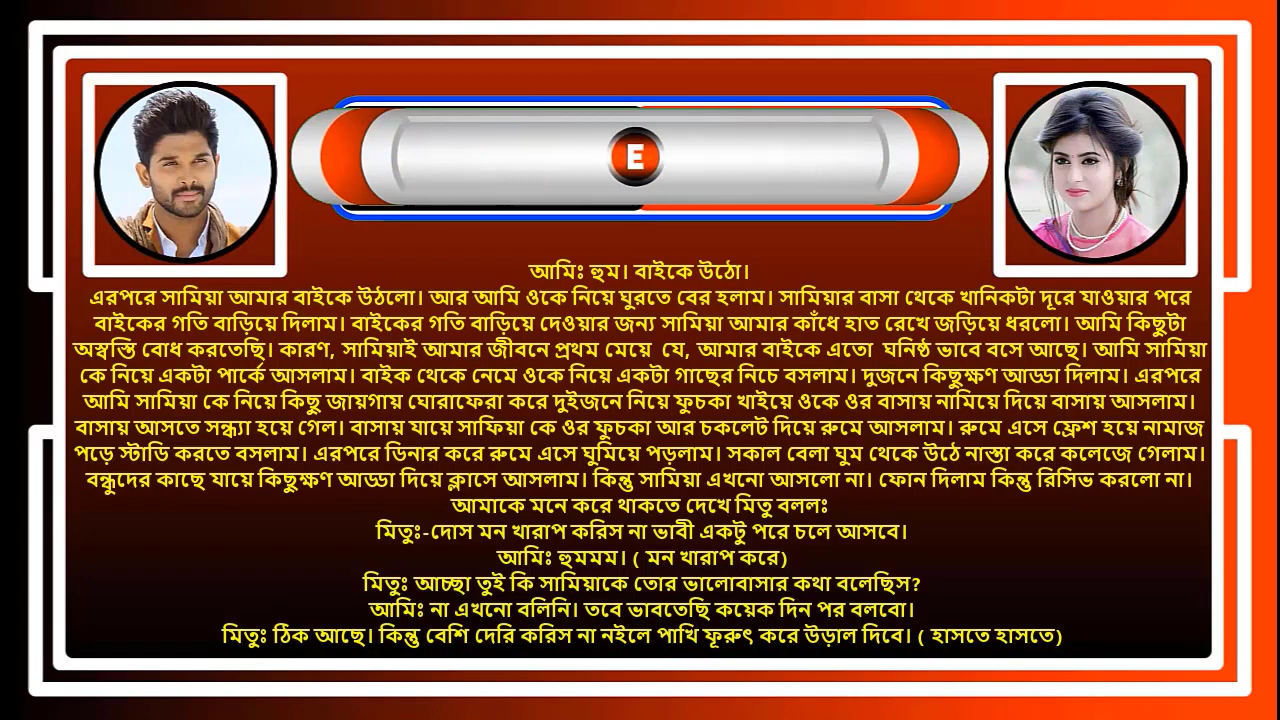 E
আমিঃ হুম। বাইকে উঠো।
এরপরে সামিয়া আমার বাইকে উঠলো। আর আমি ওকে নিয়ে ঘুরতে বের হলাম। সামিয়ার বাসা থেকে খানিকটা দূরে যাওয়ার পরে
বাইকের গতি বাড়িয়ে দিলাম। বাইকের গতি বাড়িয়ে দেওয়ার জন্য সামিয়া আমার কাঁধে হাত রেখে জড়িয়ে ধরলো। আমি কিছুটা
অস্বস্তি বোধ করতেছি। কারণ, সামিয়াই আমার জীবনে প্রথম মেয়ে যে, আমার বাইকে এতো ঘনিষ্ঠ ভাবে বসে আছে। আমি সামিয়া
কে নিয়ে একটা পার্কে আসলাম। বাইক থেকে নেমে ওকে নিয়ে একটা গাছের নিচে বসলাম। দুজনে কিছুক্ষণ আড্ডা দিলাম। এরপরে
আমি সামিয়া কে নিয়ে কিছু জায়গায় ঘোরাফেরা করে দুইজনে নিয়ে ফুচকা খাইয়ে ওকে ওর বাসায় নামিয়ে দিয়ে বাসায় আসলাম।
বাসায় আসতে সন্ধ্যা হয়ে গেল। বাসায় যায়ে সাফিয়া কে ওর ফুচকা আর চকলেট দিয়ে রুমে আসলাম। রুমে এসে ফ্রেশ হয়ে নামাজ
পড়ে স্টাডি করতে বসলাম। এরপরে ডিনার করে রুমে এসে ঘুমিয়ে পড়লাম। সকাল বেলা ঘুম থেকে উঠে নাস্তা করে কলেজে গেলাম।
বন্ধুদের কাছে যায়ে কিছুক্ষণ আড্ডা দিয়ে ক্লাসে আসলাম। কিন্তু সামিয়া এখনো আসলো না। ফোন দিলাম কিন্তু রিসিভ করলো না।
আমাকে মনে করে থাকতে দেখে মিতু বললঃ
মিতুঃ-দোস মন খারাপ করিস না ভাবী একটু পরে চলে আসবে।
আমিঃ হুমমম। ( মন খারাপ করে)
মিতুঃ আচ্ছা তুই কি সামিয়াকে তোর ভালোবাসার কথা বলেছিস?
আমিঃ না এখনো বলিনি। তবে ভাবতেছি কয়েক দিন পর বলবো।
মিতুঃ ঠিক আছে। কিন্তু বেশি দেরি করিস না নইলে পাখি ফূরুৎ করে উড়াল দিবে। ( হাসতে হাসতে)